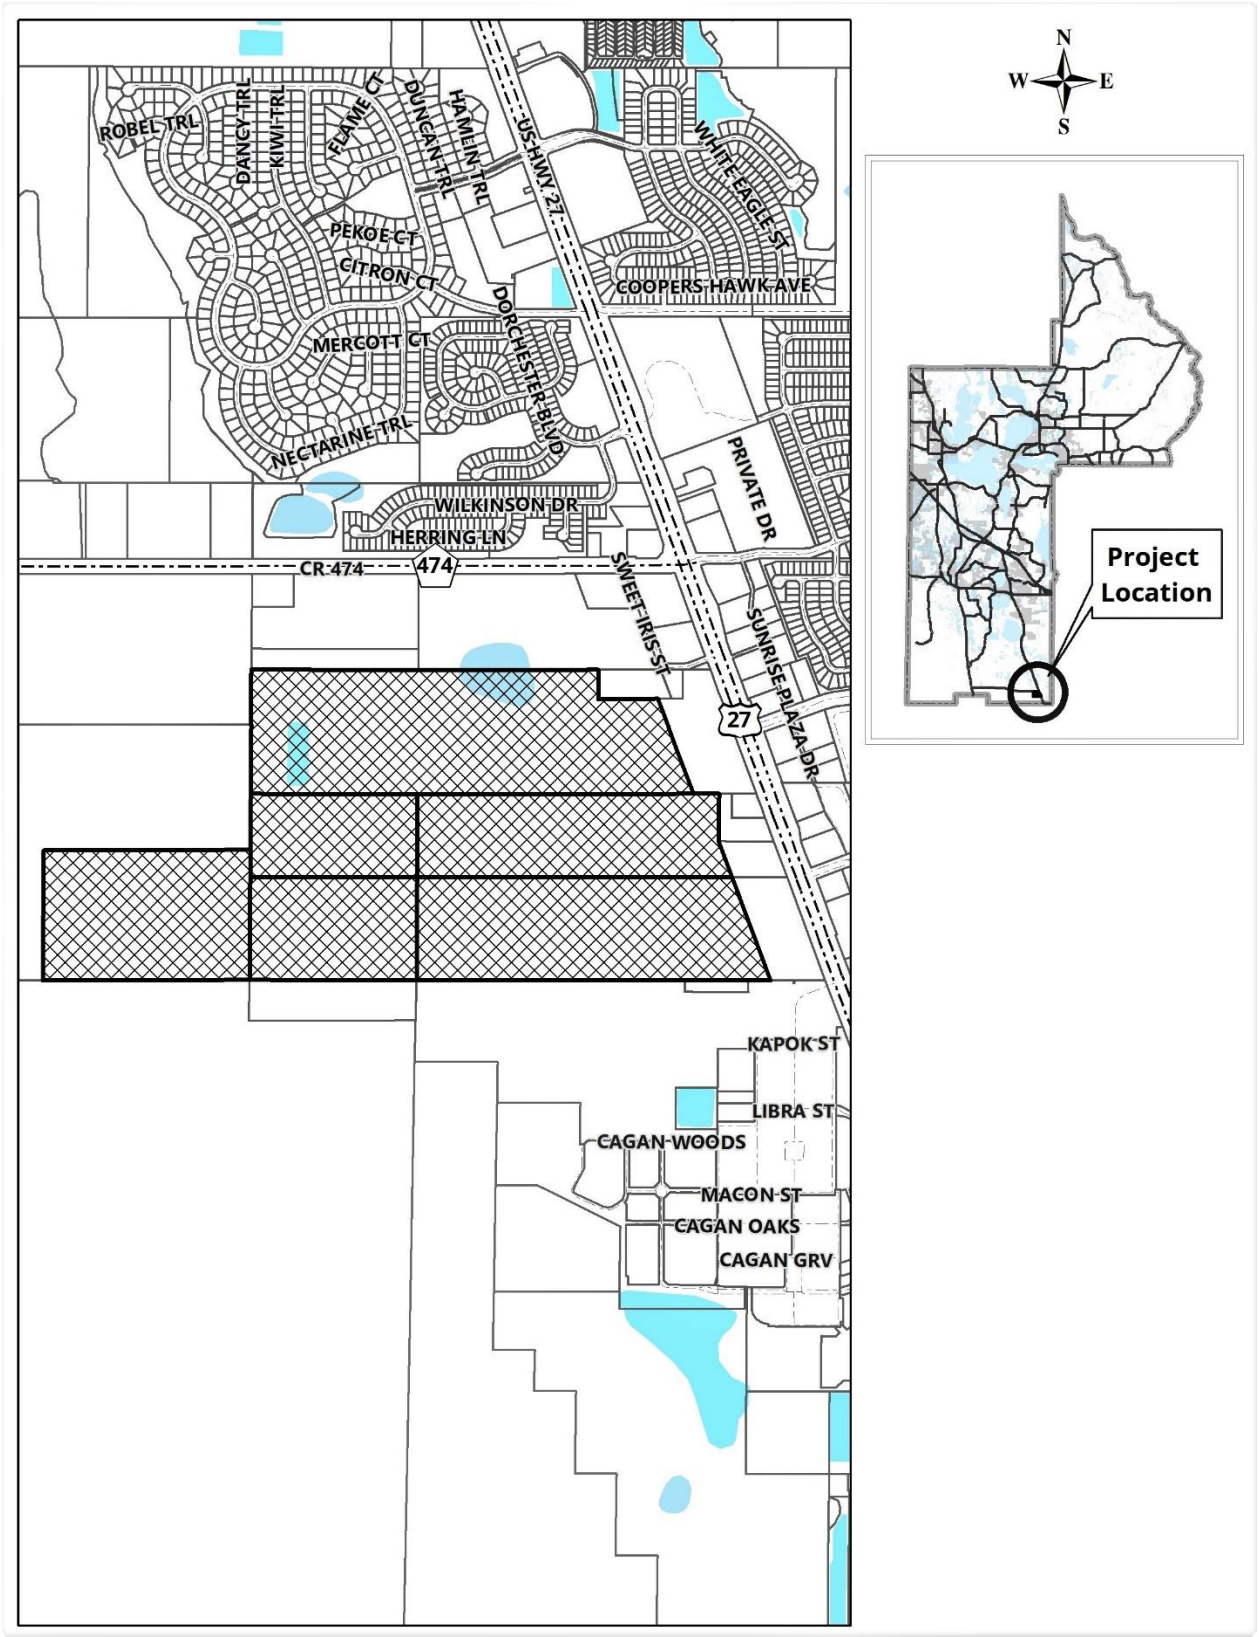 N
W E
S
ROBEL TRL
DANCY TRL
KIWI TRL
FLAME CT
DUNCAN TRL
HAMLIN TRL
US HWY 27
WHITE EAGLE ST
PEKOE CT
CITRON CT
COOPERS HAWK AVE
DORCHESTER BLVD
MERCOTT CT
NECTARINE TRL
PRIVATE DR
WILKINSON DR
HERRING LN
CR 474
474
SWEET IRIS ST
SUNRISE PLAZA DR
27
Project
Location
KAPOK ST
LIBRA ST
CAGAN WOODS
MACON ST
CAGAN OAKS
CAGAN GRV